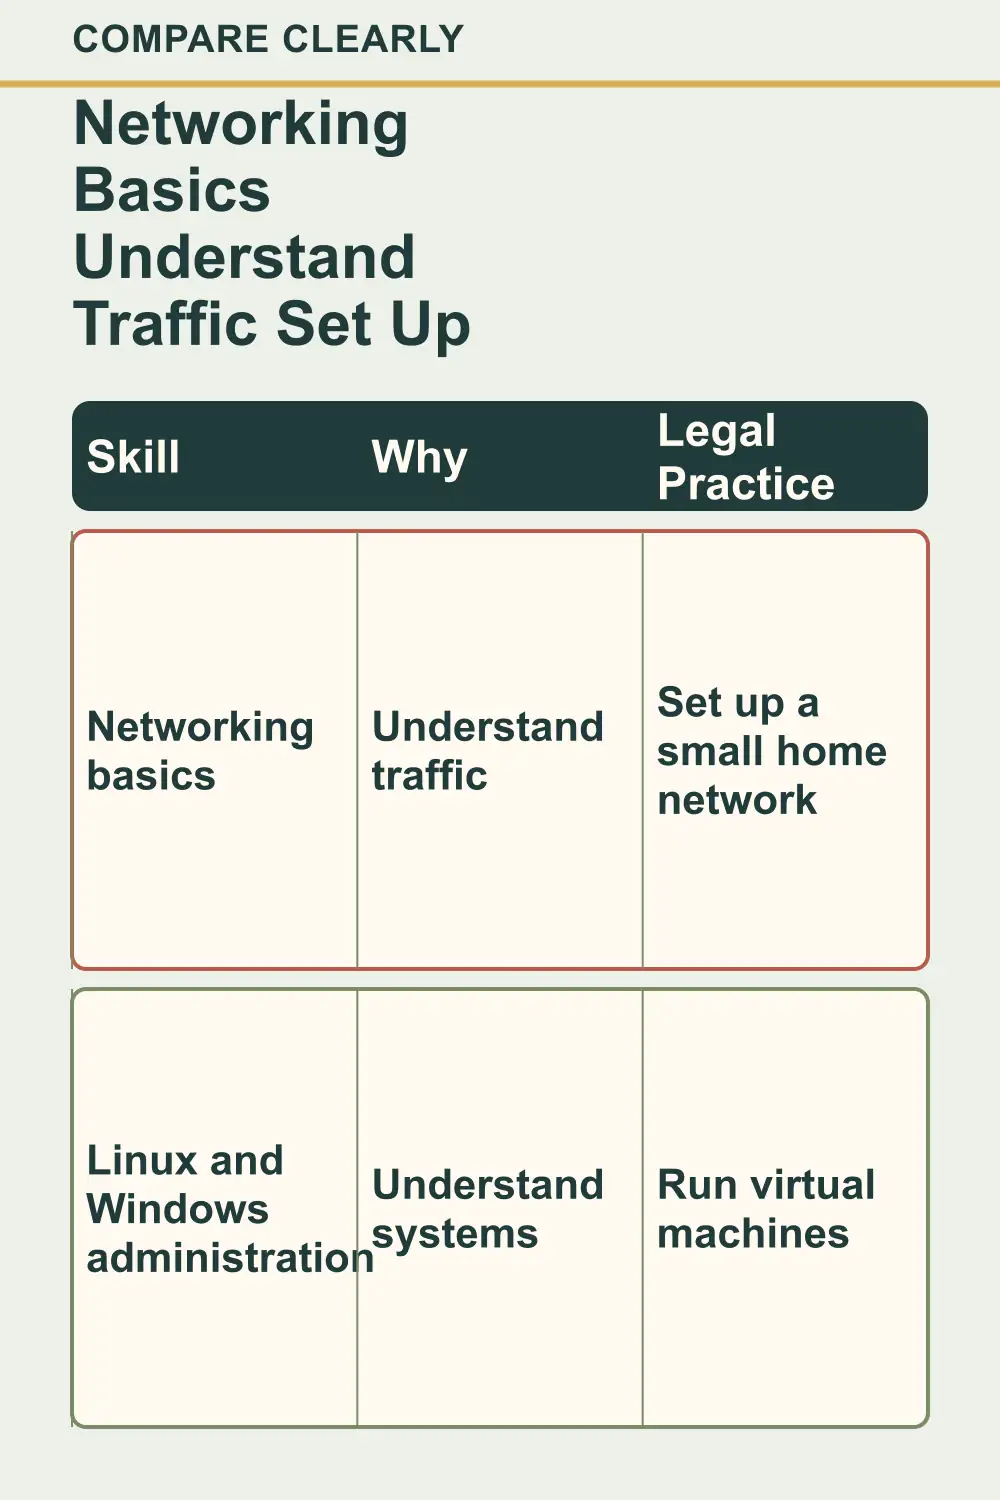 COMPARE CLEARLY
Networking
Basics
Understand
Traffic Set Up
Skill
Why
Legal
Practice
Networking
basics
Understand
traffic
Set up a
small home
network
Linux and
Windows
administration
Understand
systems
Run virtual
machines